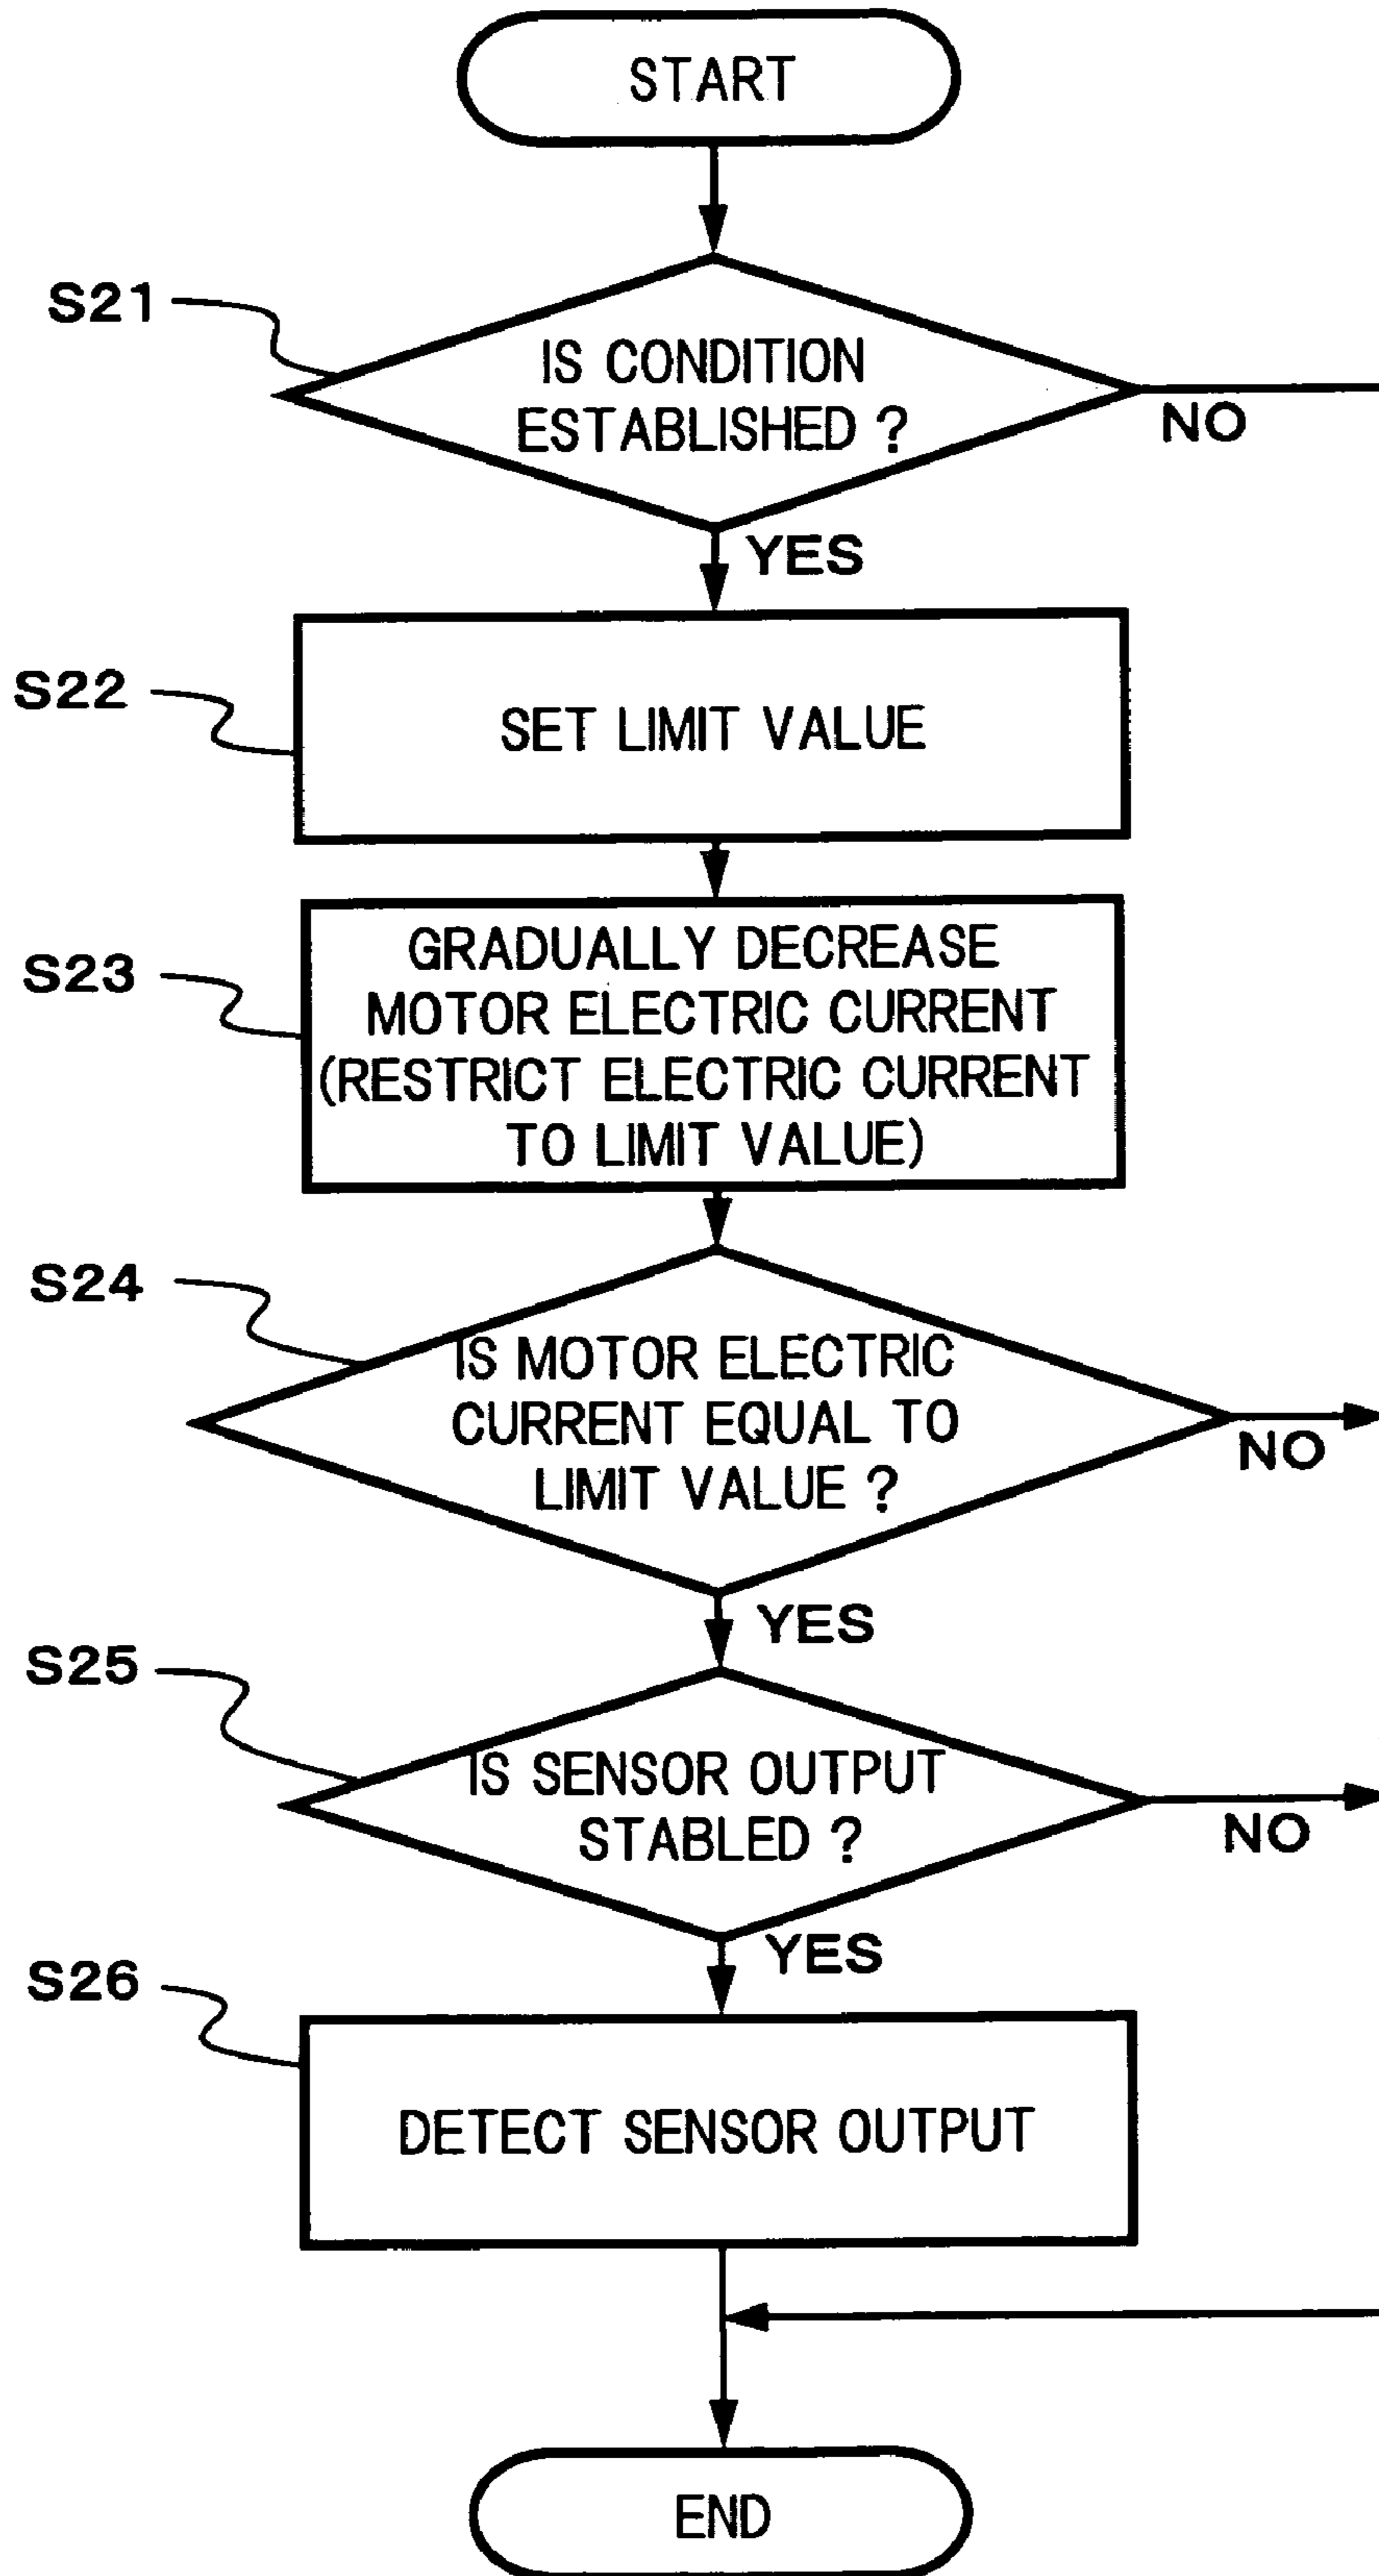 START
S21
IS CONDITION
ESTABLISHED ?
NO
YES
S22
SET LIMIT VALUE
S23
GRADUALLY DECREASE
MOTOR ELECTRIC CURRENT
(RESTRICT ELECTRIC CURRENT
TO LIMIT VALUE)
S24
IS MOTOR ELECTRIC
CURRENT EQUAL TO
LIMIT VALUE ?
NO
YES
S25
IS SENSOR OUTPUT
STABLED ?
NO
YES
S26
DETECT SENSOR OUTPUT
END